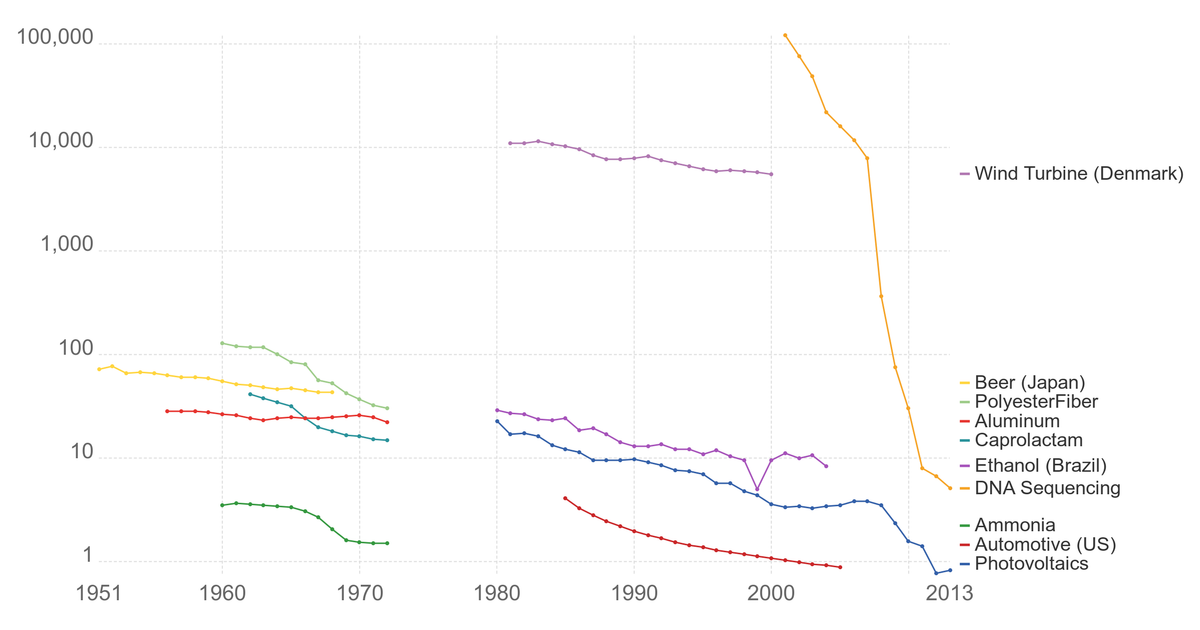 100,000
10,000
1,000
100
10
1
1951 1960 1970 1980 1990 2000 2013
Wind Turbine (Denmark)
Beer (Japan)
PolyesterFiber
Aluminum
Caprolactam
Ethanol (Brazil)
DNA Sequencing
Ammonia
Automotive (US)
Photovoltaics